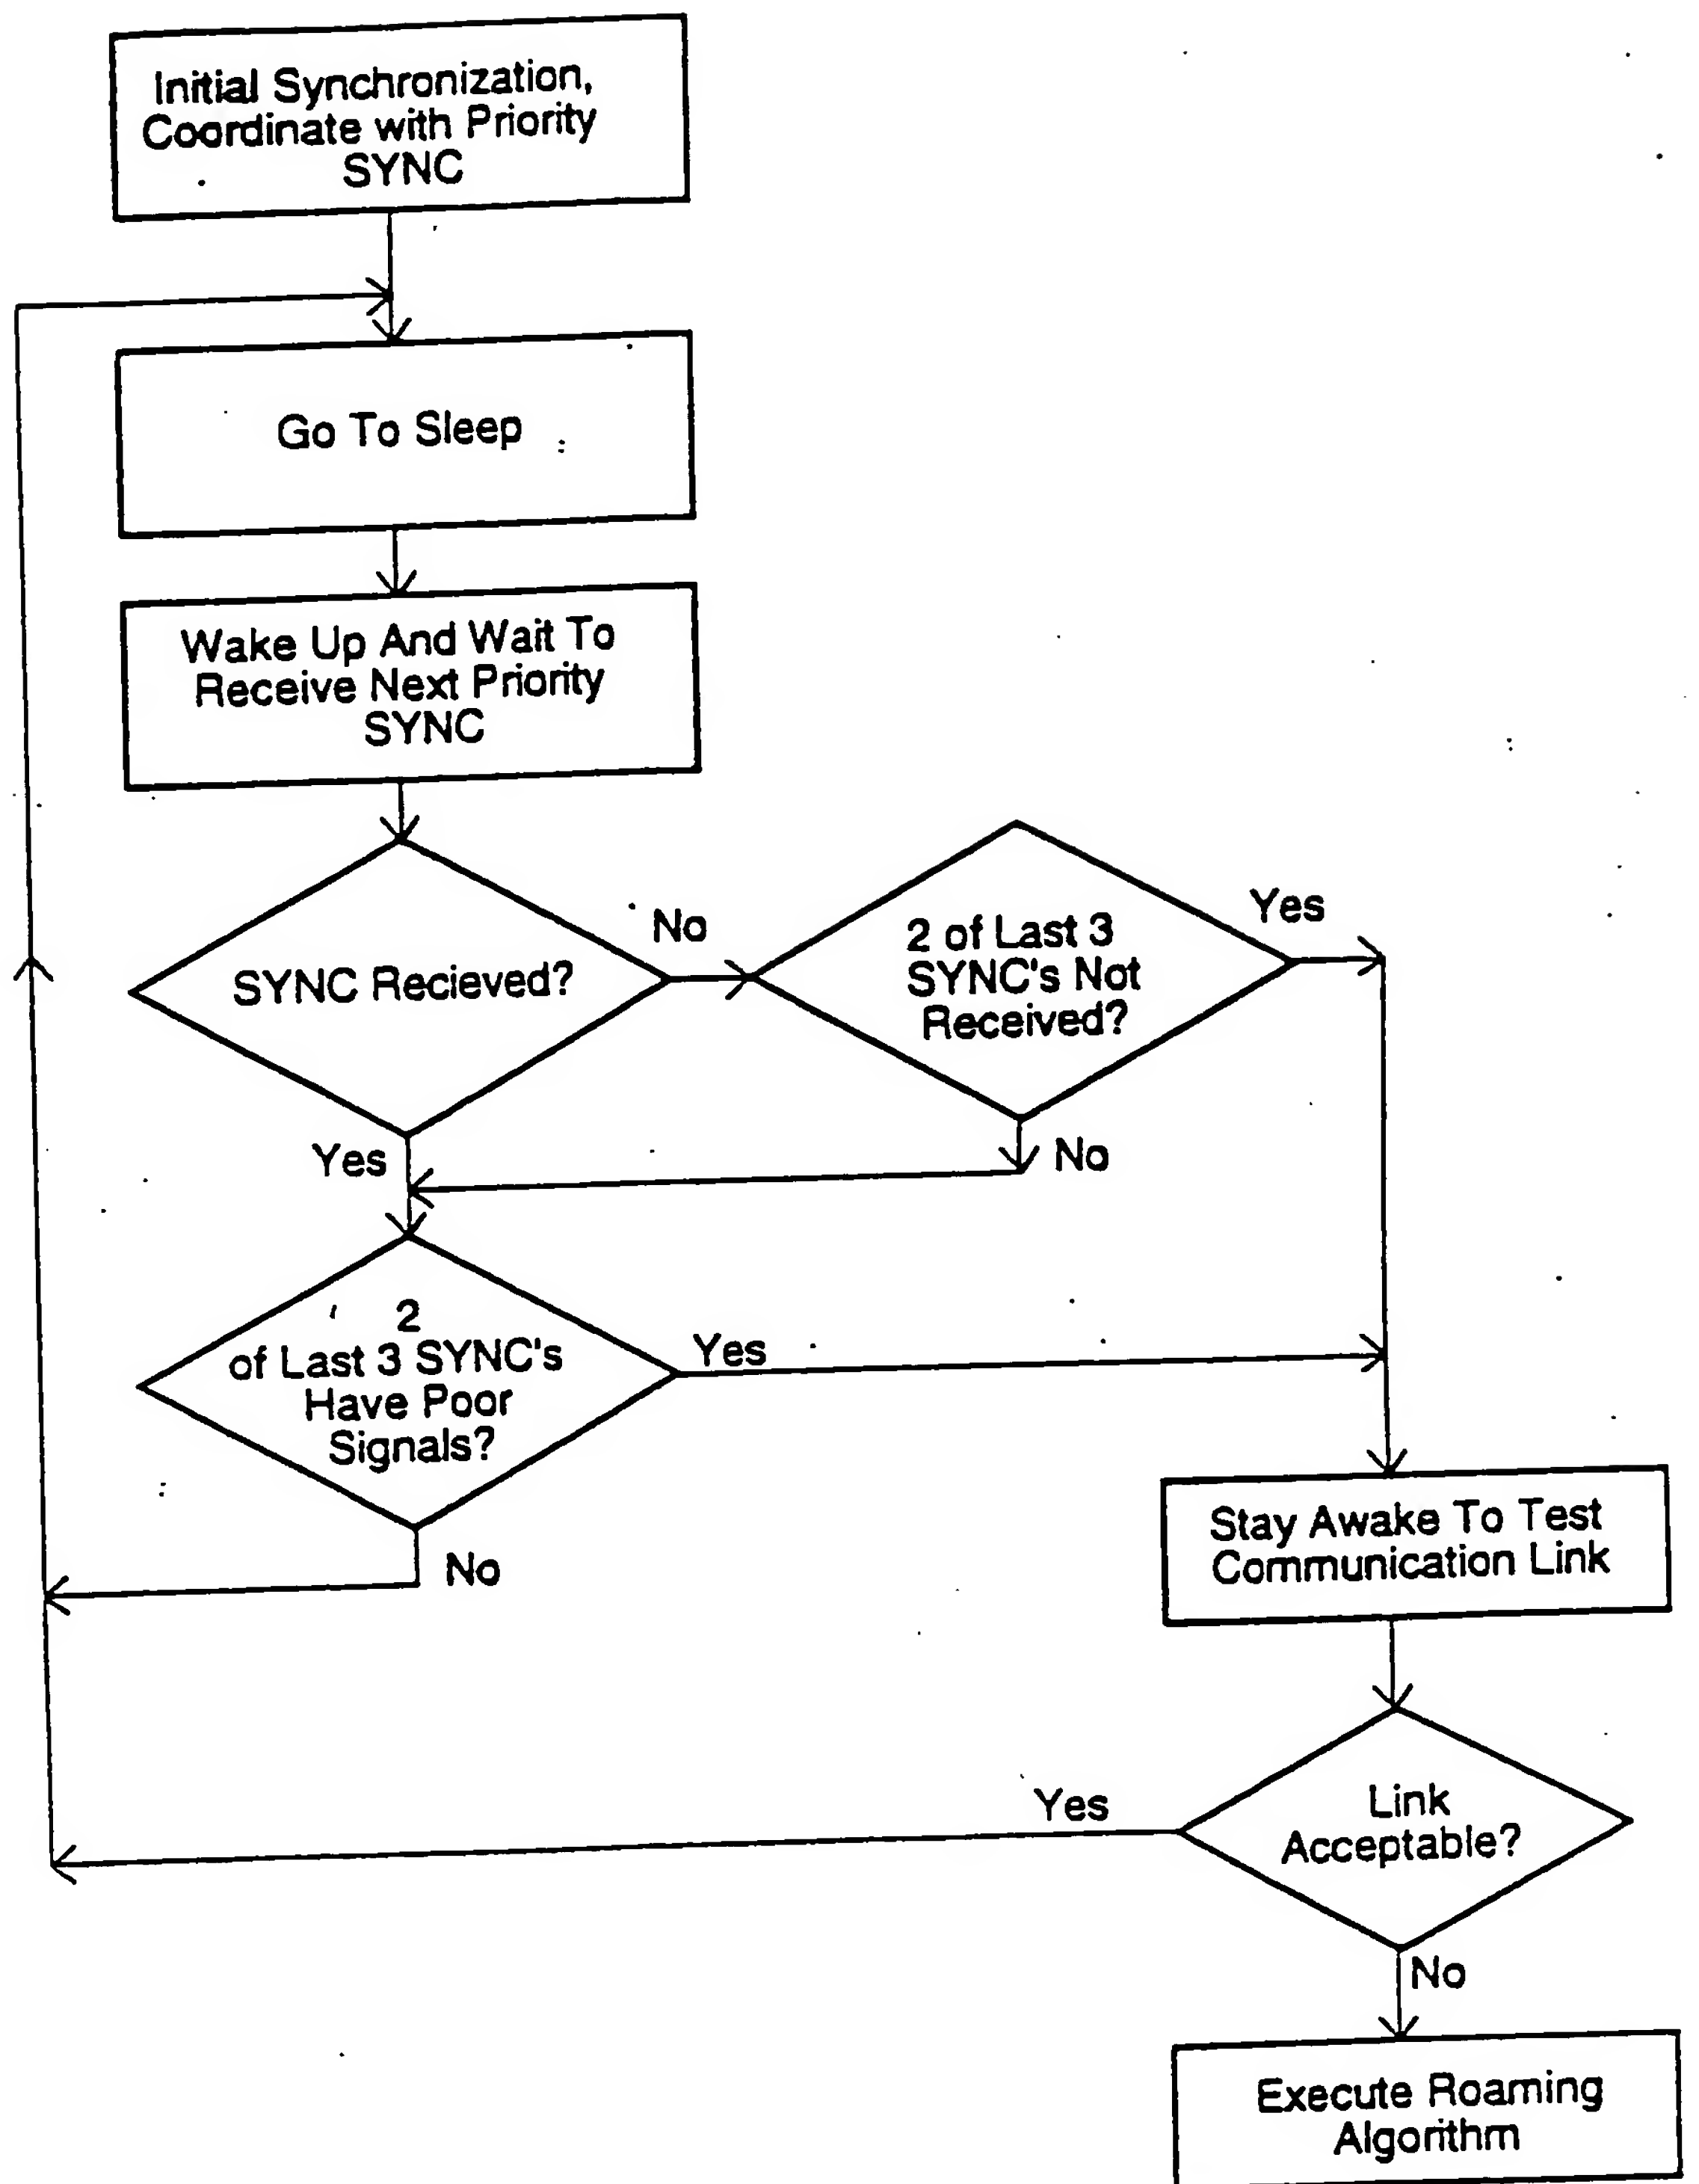 Initial Synchronization,
Coordinate with Priority
SYNC
Go To Sleep
Wake Up And Wait To
Receive Next Priority
SYNC
SYNC Recieved?
No
2 of Last 3
SYNC's Not
Received?
Yes
Yes
No
2
of Last 3 SYNC's
Have Poor
Signals?
Yes
No
Stay Awake To Test
Communication Link
Link
Acceptable?
Yes
No
Execute Roaming
Algorithm